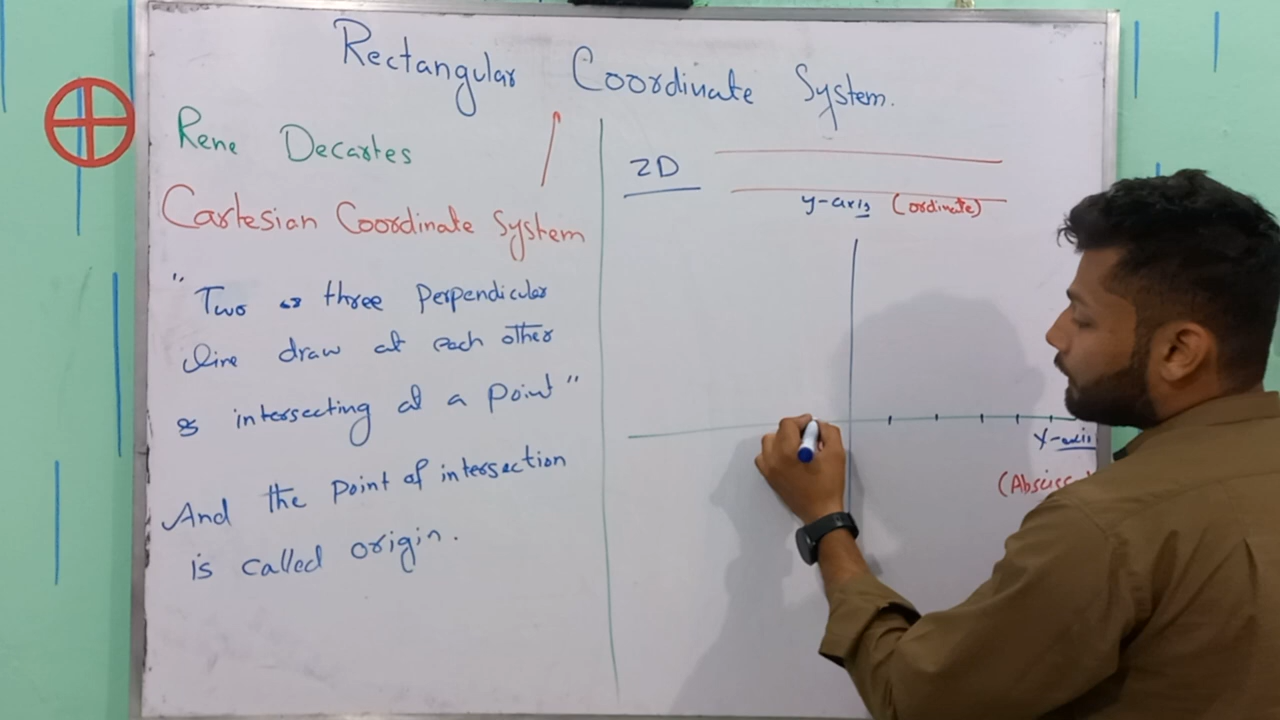 Rectangular Coordinate System.
Rene Decartes
Cartesian Coordinate System
"Two or three Perpendicular
line draw at each other
& intersecting at a point"
And the point of intersection
is called origin.
2D
y-axis (ordinate)
X-axis